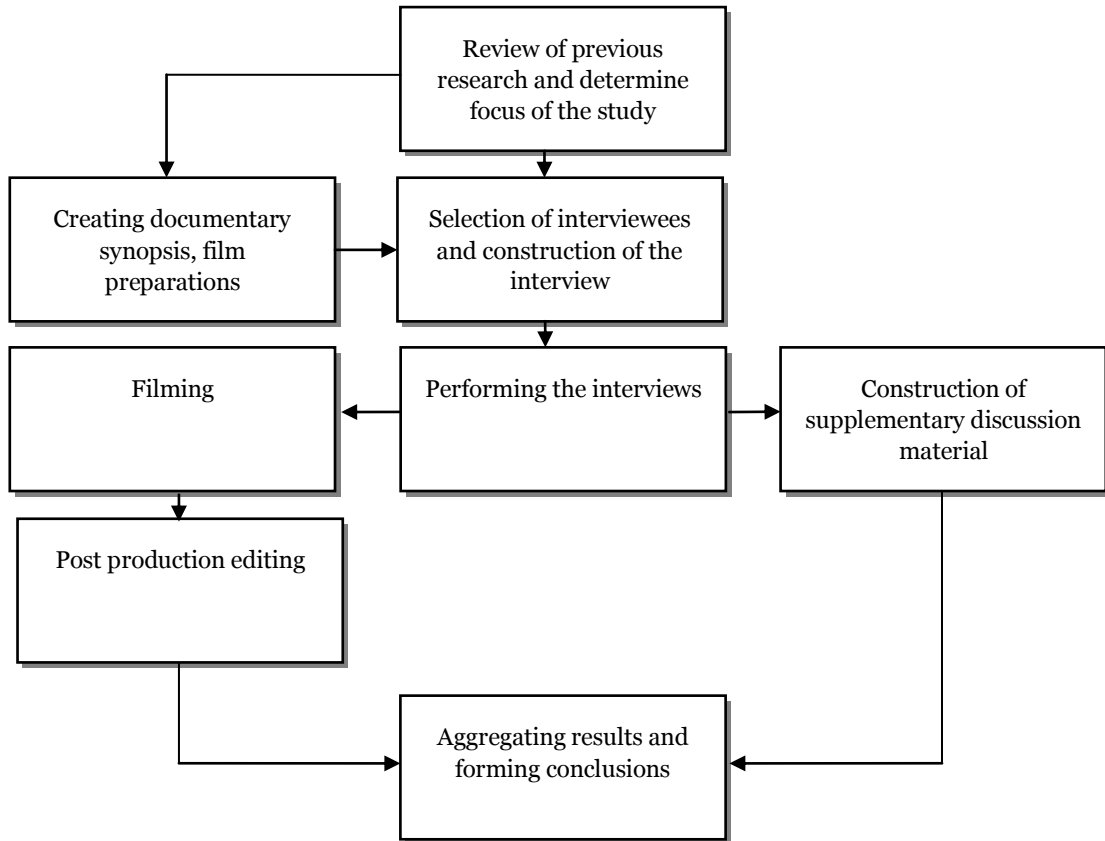 Review of previous
research and determine
focus of the study
Creating documentary
synopsis, film
preparations
Selection of interviewees
and construction of the
interview
Filming
Performing the interviews
Construction of
supplementary discussion
material
Post production editing
Aggregating results and
forming conclusions